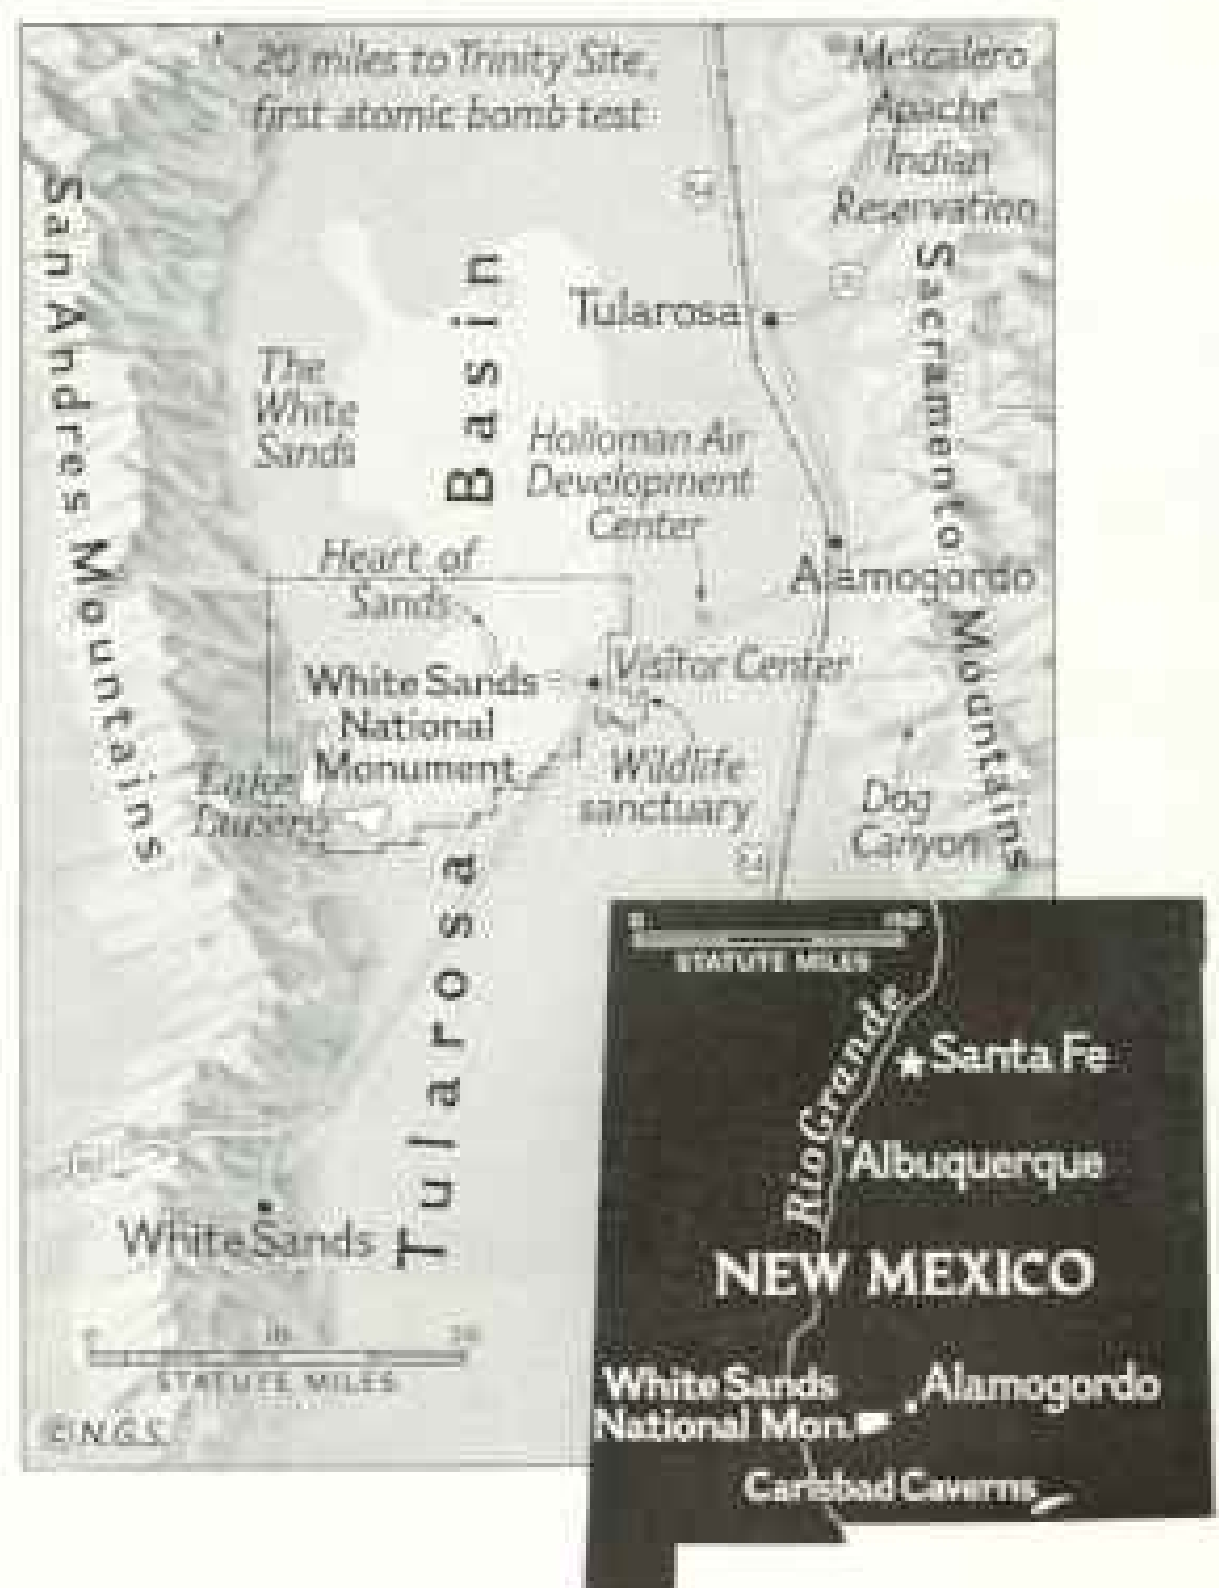 20 miles to Trinity Site,
first atomic bomb test
Mescalero
Apache
Indian
Reservation
San Andres Mountains
Sacramento Mountains
Tularosa Basin
Tularosa
The
White
Sands
Holloman Air
Development
Center
Alamogordo
Heart of
Sands
White Sands
National
Monument
Visitor Center
Wildlife
sanctuary
Lake
Lucero
Dog
Canyon
White Sands
STATUTE MILES
© N.G.S.
STATUTE MILES
Rio Grande
Santa Fe
Albuquerque
NEW MEXICO
White Sands
National Mon.
Alamogordo
Carlsbad Caverns